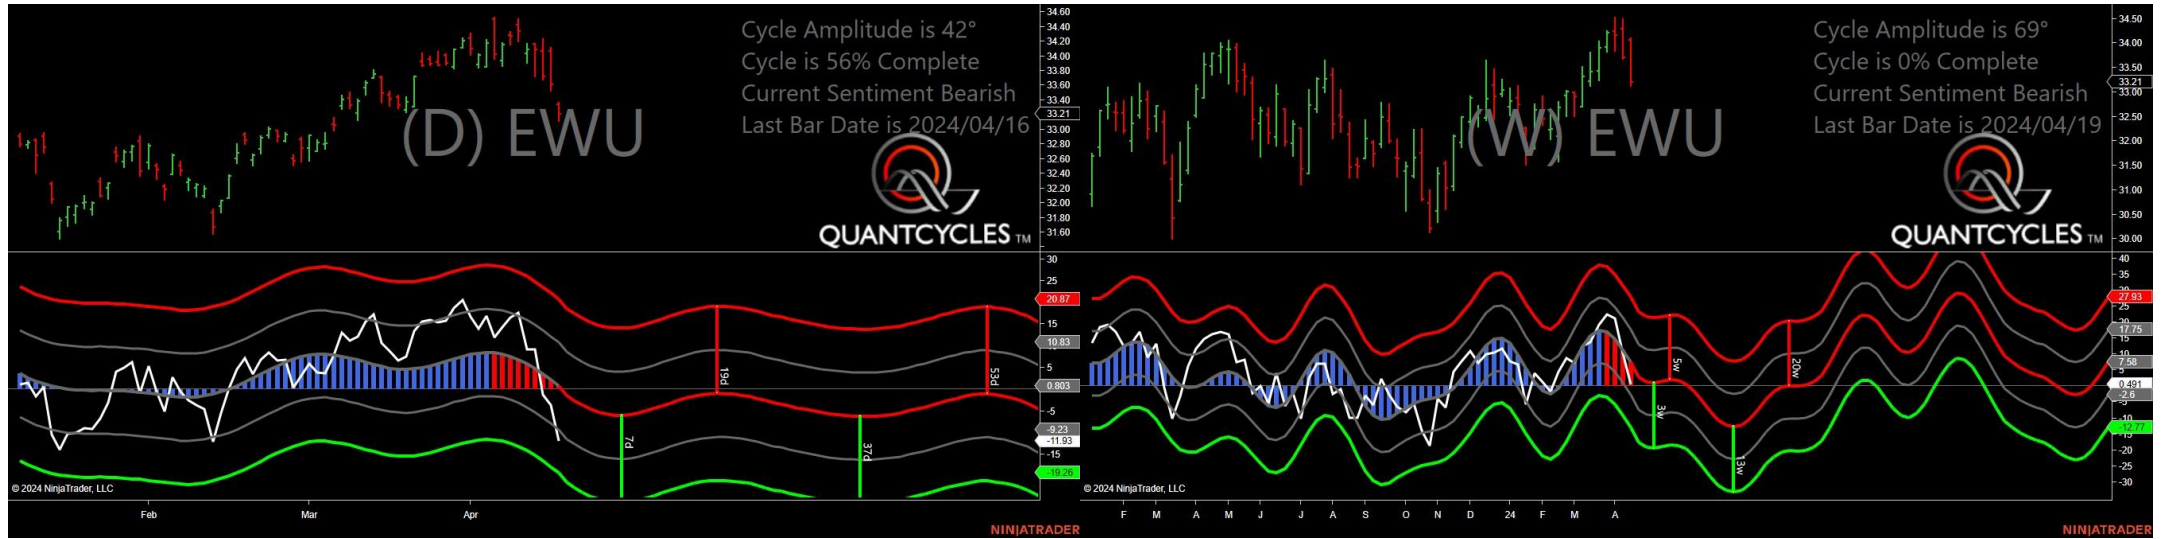 Cycle Amplitude is 42°
Cycle is 56% Complete
Current Sentiment Bearish
Last Bar Date is 2024/04/16
(D) EWU
QUANTCYCLES TM
34.60
34.40
34.20
34.00
33.80
33.60
33.40
33.21
33.00
32.80
32.60
32.40
32.20
32.00
31.80
31.60
30
25
20.87
15
10.83
5
0.803
-5
-9.23
-11.93
-15
-19.26
7d
19d
37d
53d
© 2024 NinjaTrader, LLC
Feb Mar Apr
NINJATRADER
Cycle Amplitude is 69°
Cycle is 0% Complete
Current Sentiment Bearish
Last Bar Date is 2024/04/19
(W) EWU
QUANTCYCLES TM
34.50
34.00
33.50
33.21
33.00
32.50
32.00
31.50
31.00
30.50
30.00
40
35
30
27.93
17.75
15
10
7.58
5
0.491
-2.6
-10
-12.77
-15
-20
-25
-30
3w
5w
13w
20w
© 2024 NinjaTrader, LLC
F M A M J J A S O N D 24 F M A
NINJATRADER